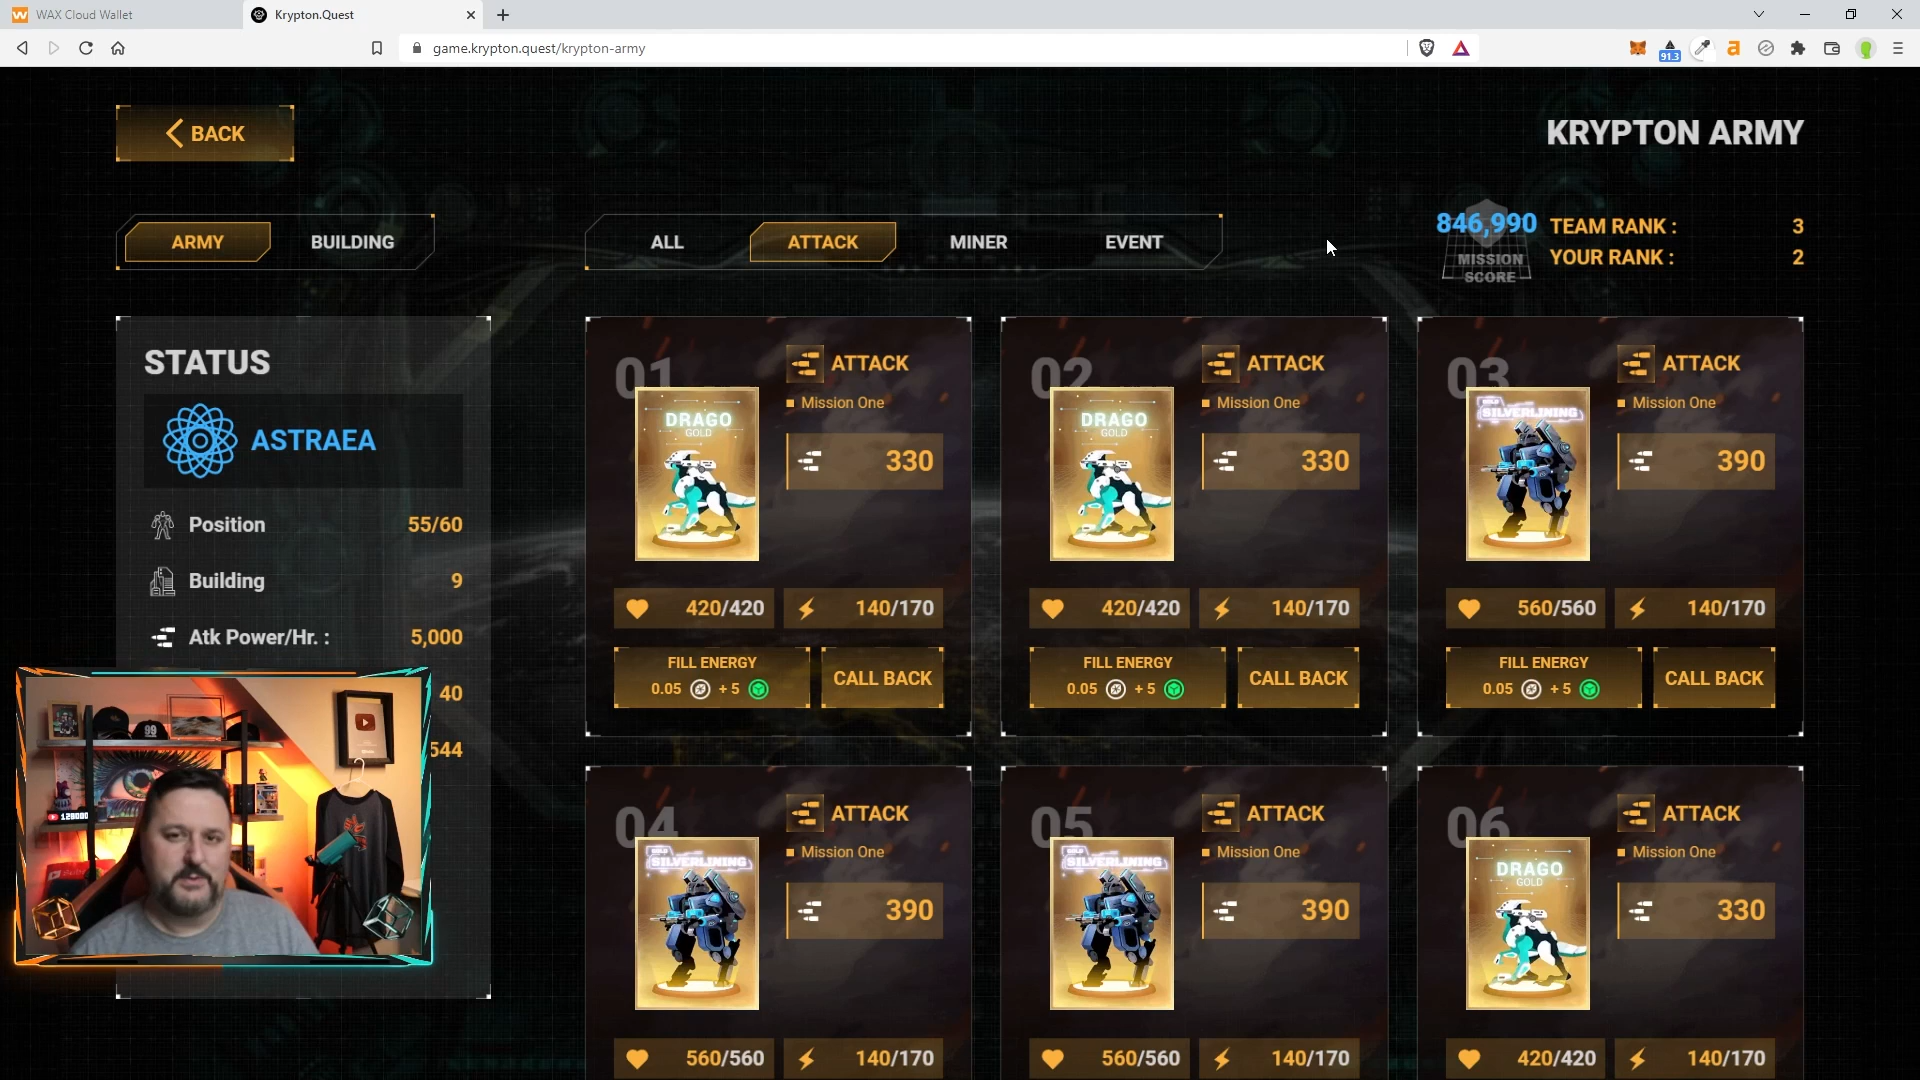 WAX Cloud Wallet
Krypton.Quest
game.krypton.quest/krypton-army
91.3
BACK
KRYPTON ARMY
ARMY
BUILDING
ALL
ATTACK
MINER
EVENT
846,990
MISSION
SCORE
TEAM RANK : 3
YOUR RANK : 2
STATUS
ASTRAEA
Position 55/60
Building 9
Atk Power/Hr. : 5,000
40
544
01
ATTACK
Mission One
DRAGO
GOLD
330
420/420
140/170
FILL ENERGY
0.05 + 5
CALL BACK
02
ATTACK
Mission One
DRAGO
GOLD
330
420/420
140/170
FILL ENERGY
0.05 + 5
CALL BACK
03
ATTACK
Mission One
GOLD
SILVERLINING
390
560/560
140/170
FILL ENERGY
0.05 + 5
CALL BACK
04
ATTACK
Mission One
GOLD
SILVERLINING
390
560/560
140/170
05
ATTACK
Mission One
GOLD
SILVERLINING
390
560/560
140/170
06
ATTACK
Mission One
DRAGO
GOLD
330
420/420
140/170
99